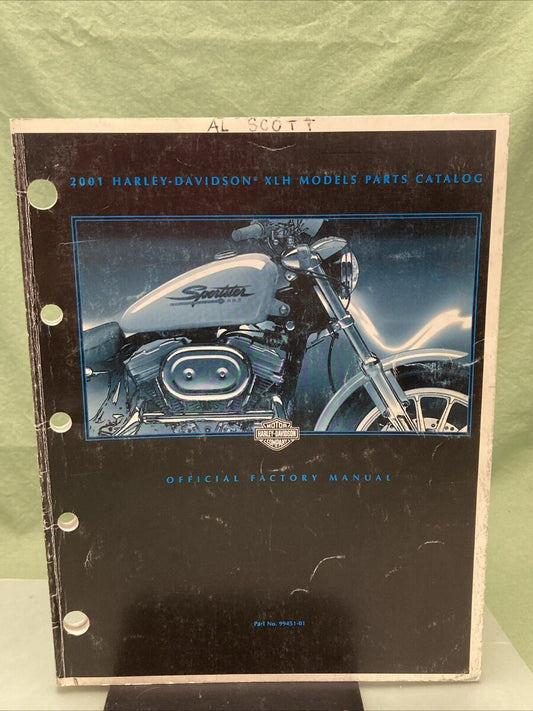 AL SCOTT
2001 HARLEY-DAVIDSON® XLH MODELS PARTS CATALOG
Sportster
MOTOR
HARLEY-DAVIDSON
COMPANY
OFFICIAL FACTORY MANUAL
Part No. 99451-01